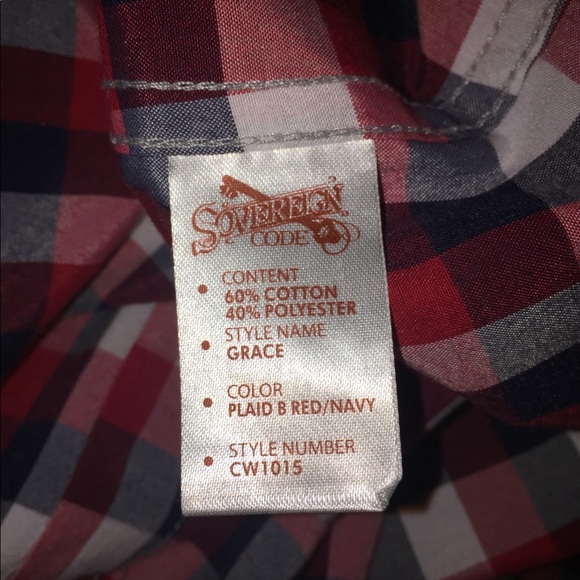 SOVEREIGN
CODE
• CONTENT
60% COTTON
40% POLYESTER
• STYLE NAME
GRACE
• COLOR
PLAID B RED/NAVY
• STYLE NUMBER
CW1015